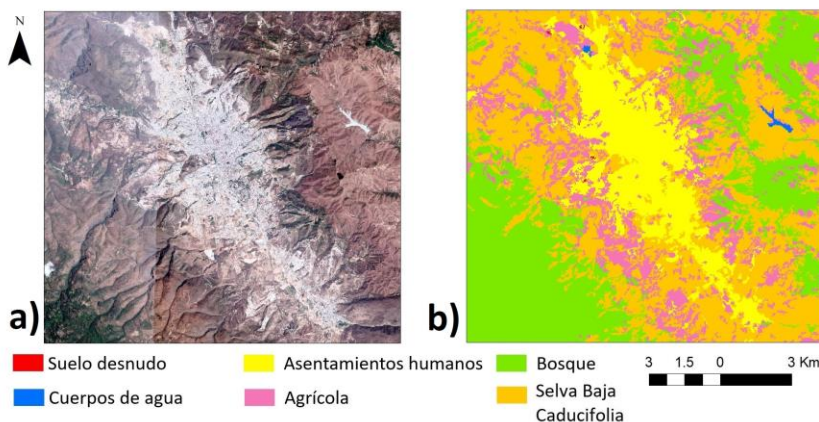 N
a)
b)
Suelo desnudo
Asentamientos humanos
Bosque
3 1.5 0 3 Km
Cuerpos de agua
Agrícola
Selva Baja
Caducifolia